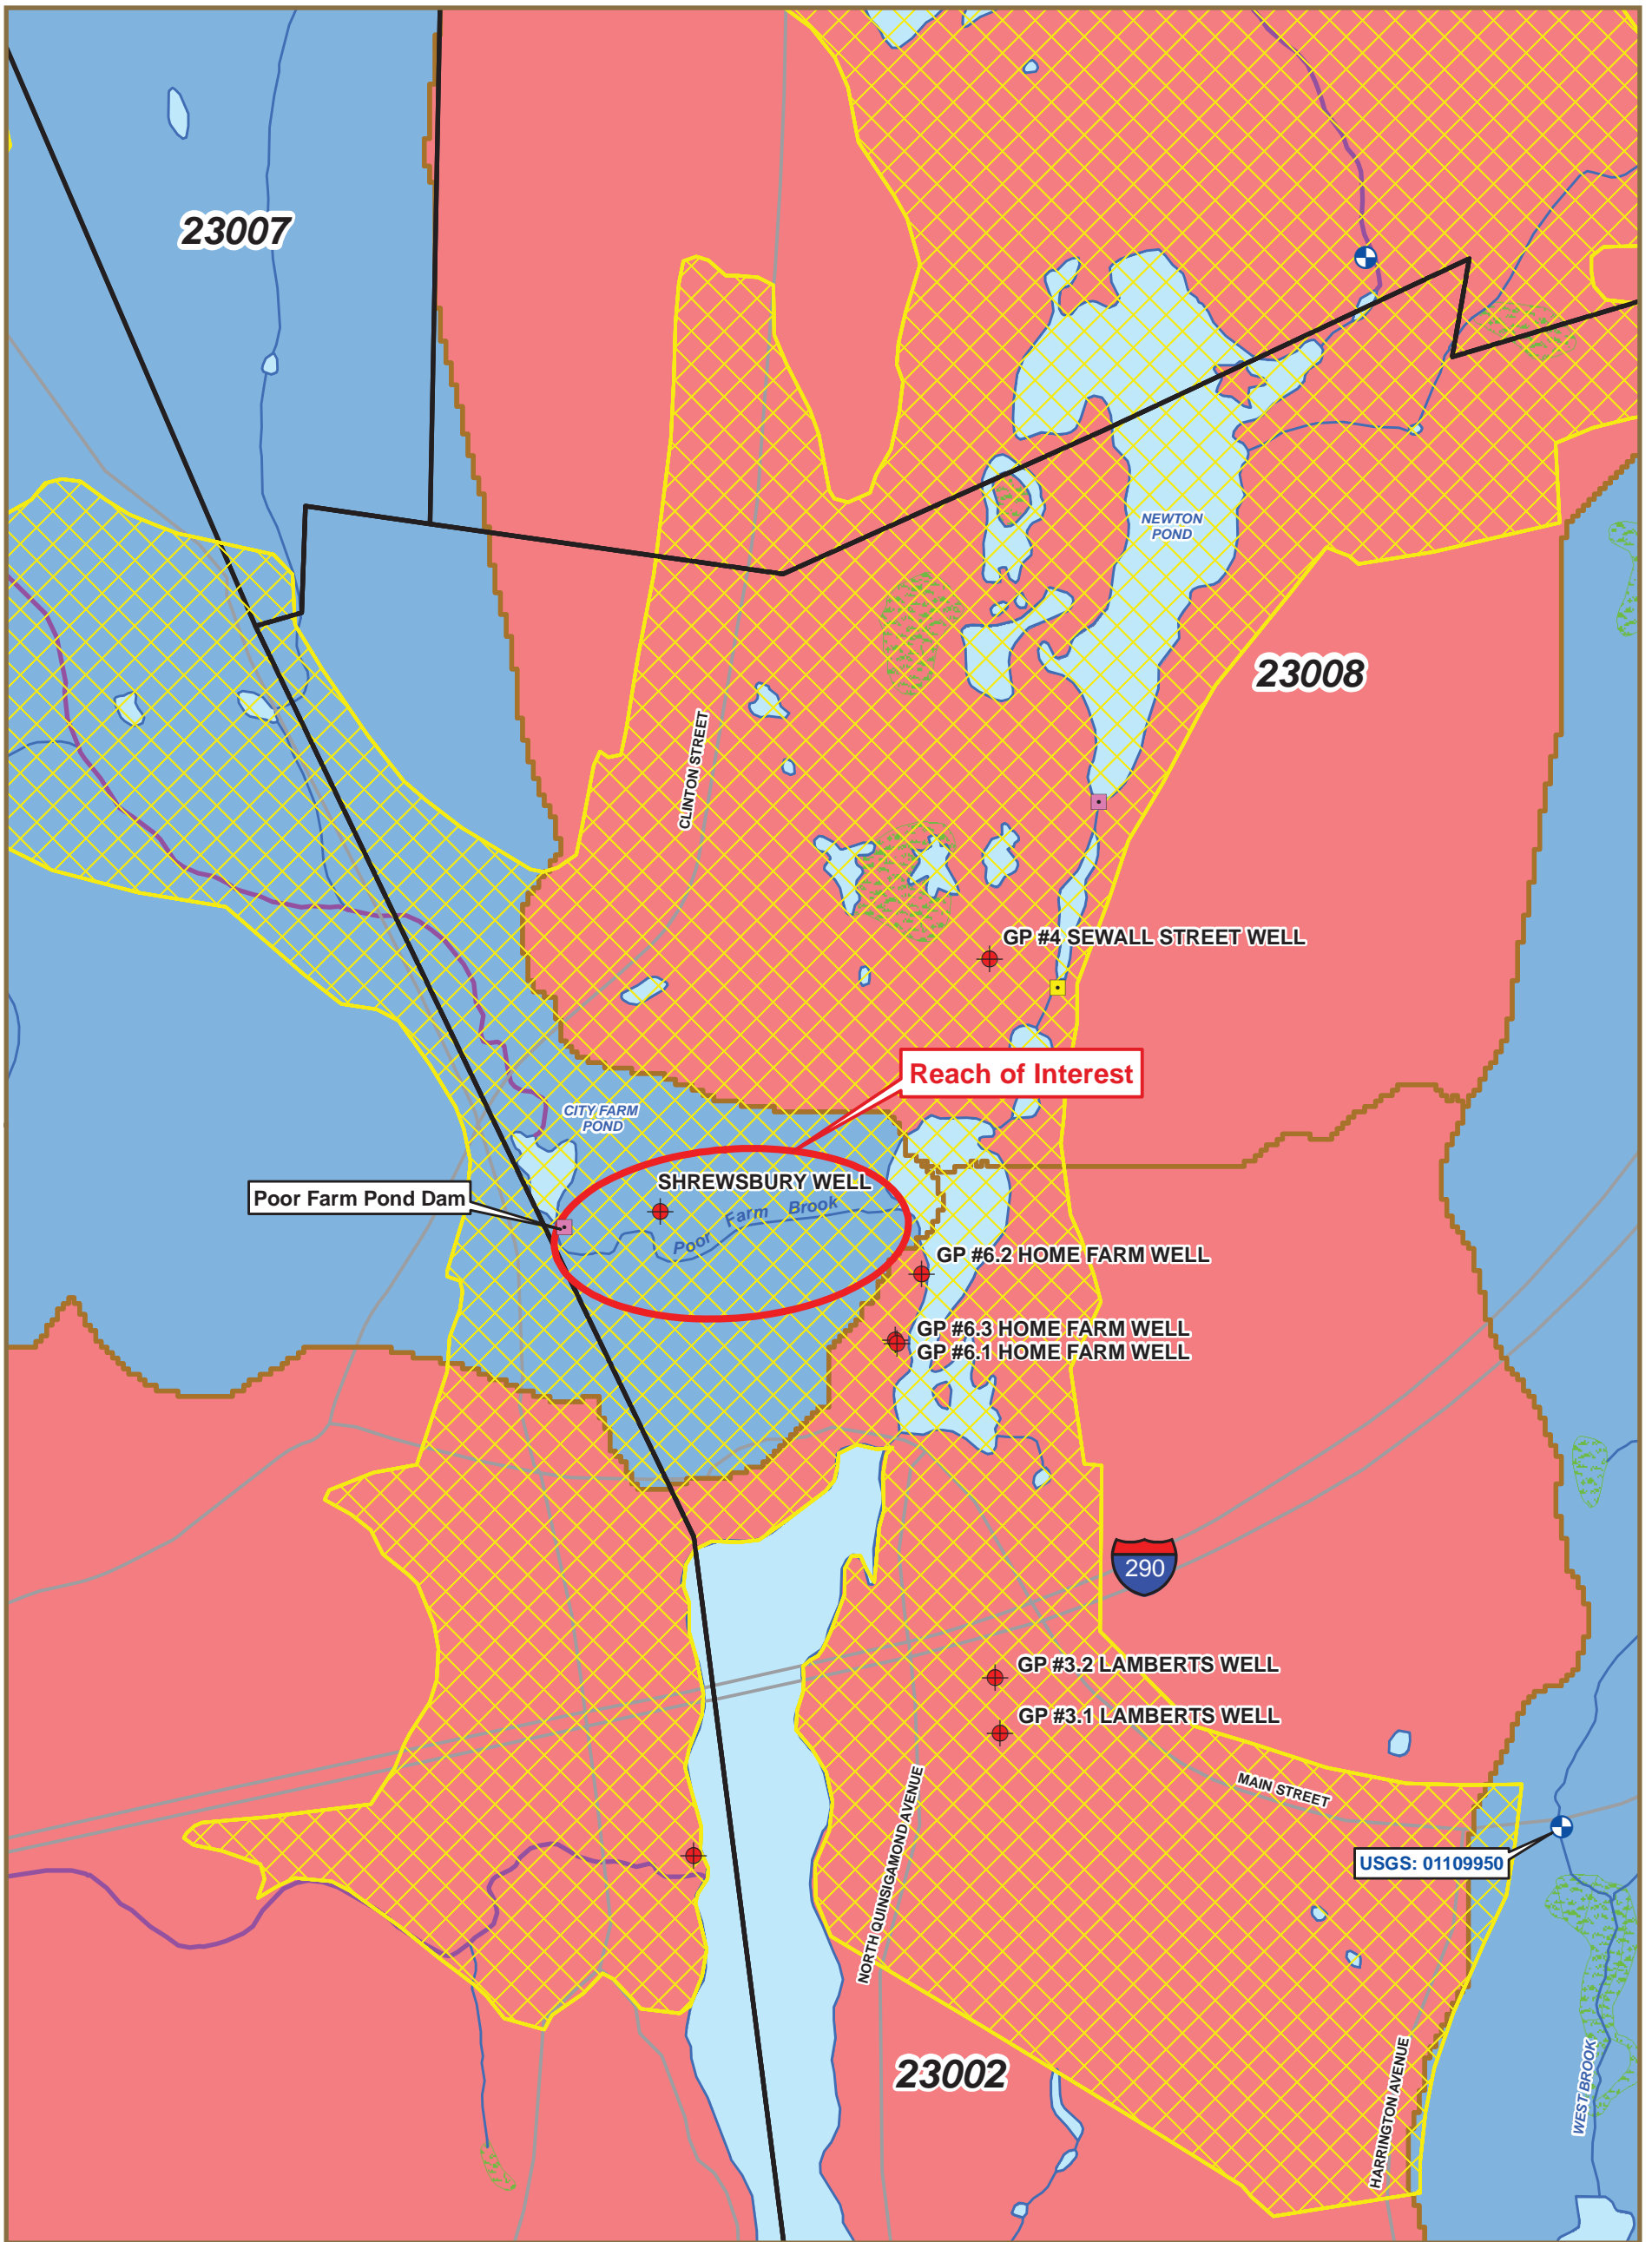 23007
NEWTON
POND
23008
CLINTON STREET
GP #4 SEWALL STREET WELL
Reach of Interest
CITY FARM
POND
SHREWSBURY WELL
Poor Farm Pond Dam
Poor Farm Brook
GP #6.2 HOME FARM WELL
GP #6.3 HOME FARM WELL
GP #6.1 HOME FARM WELL
290
GP #3.2 LAMBERTS WELL
GP #3.1 LAMBERTS WELL
MAIN STREET
NORTH QUINSIGAMOND AVENUE
USGS: 01109950
23002
HARRINGTON AVENUE
WEST BROOK